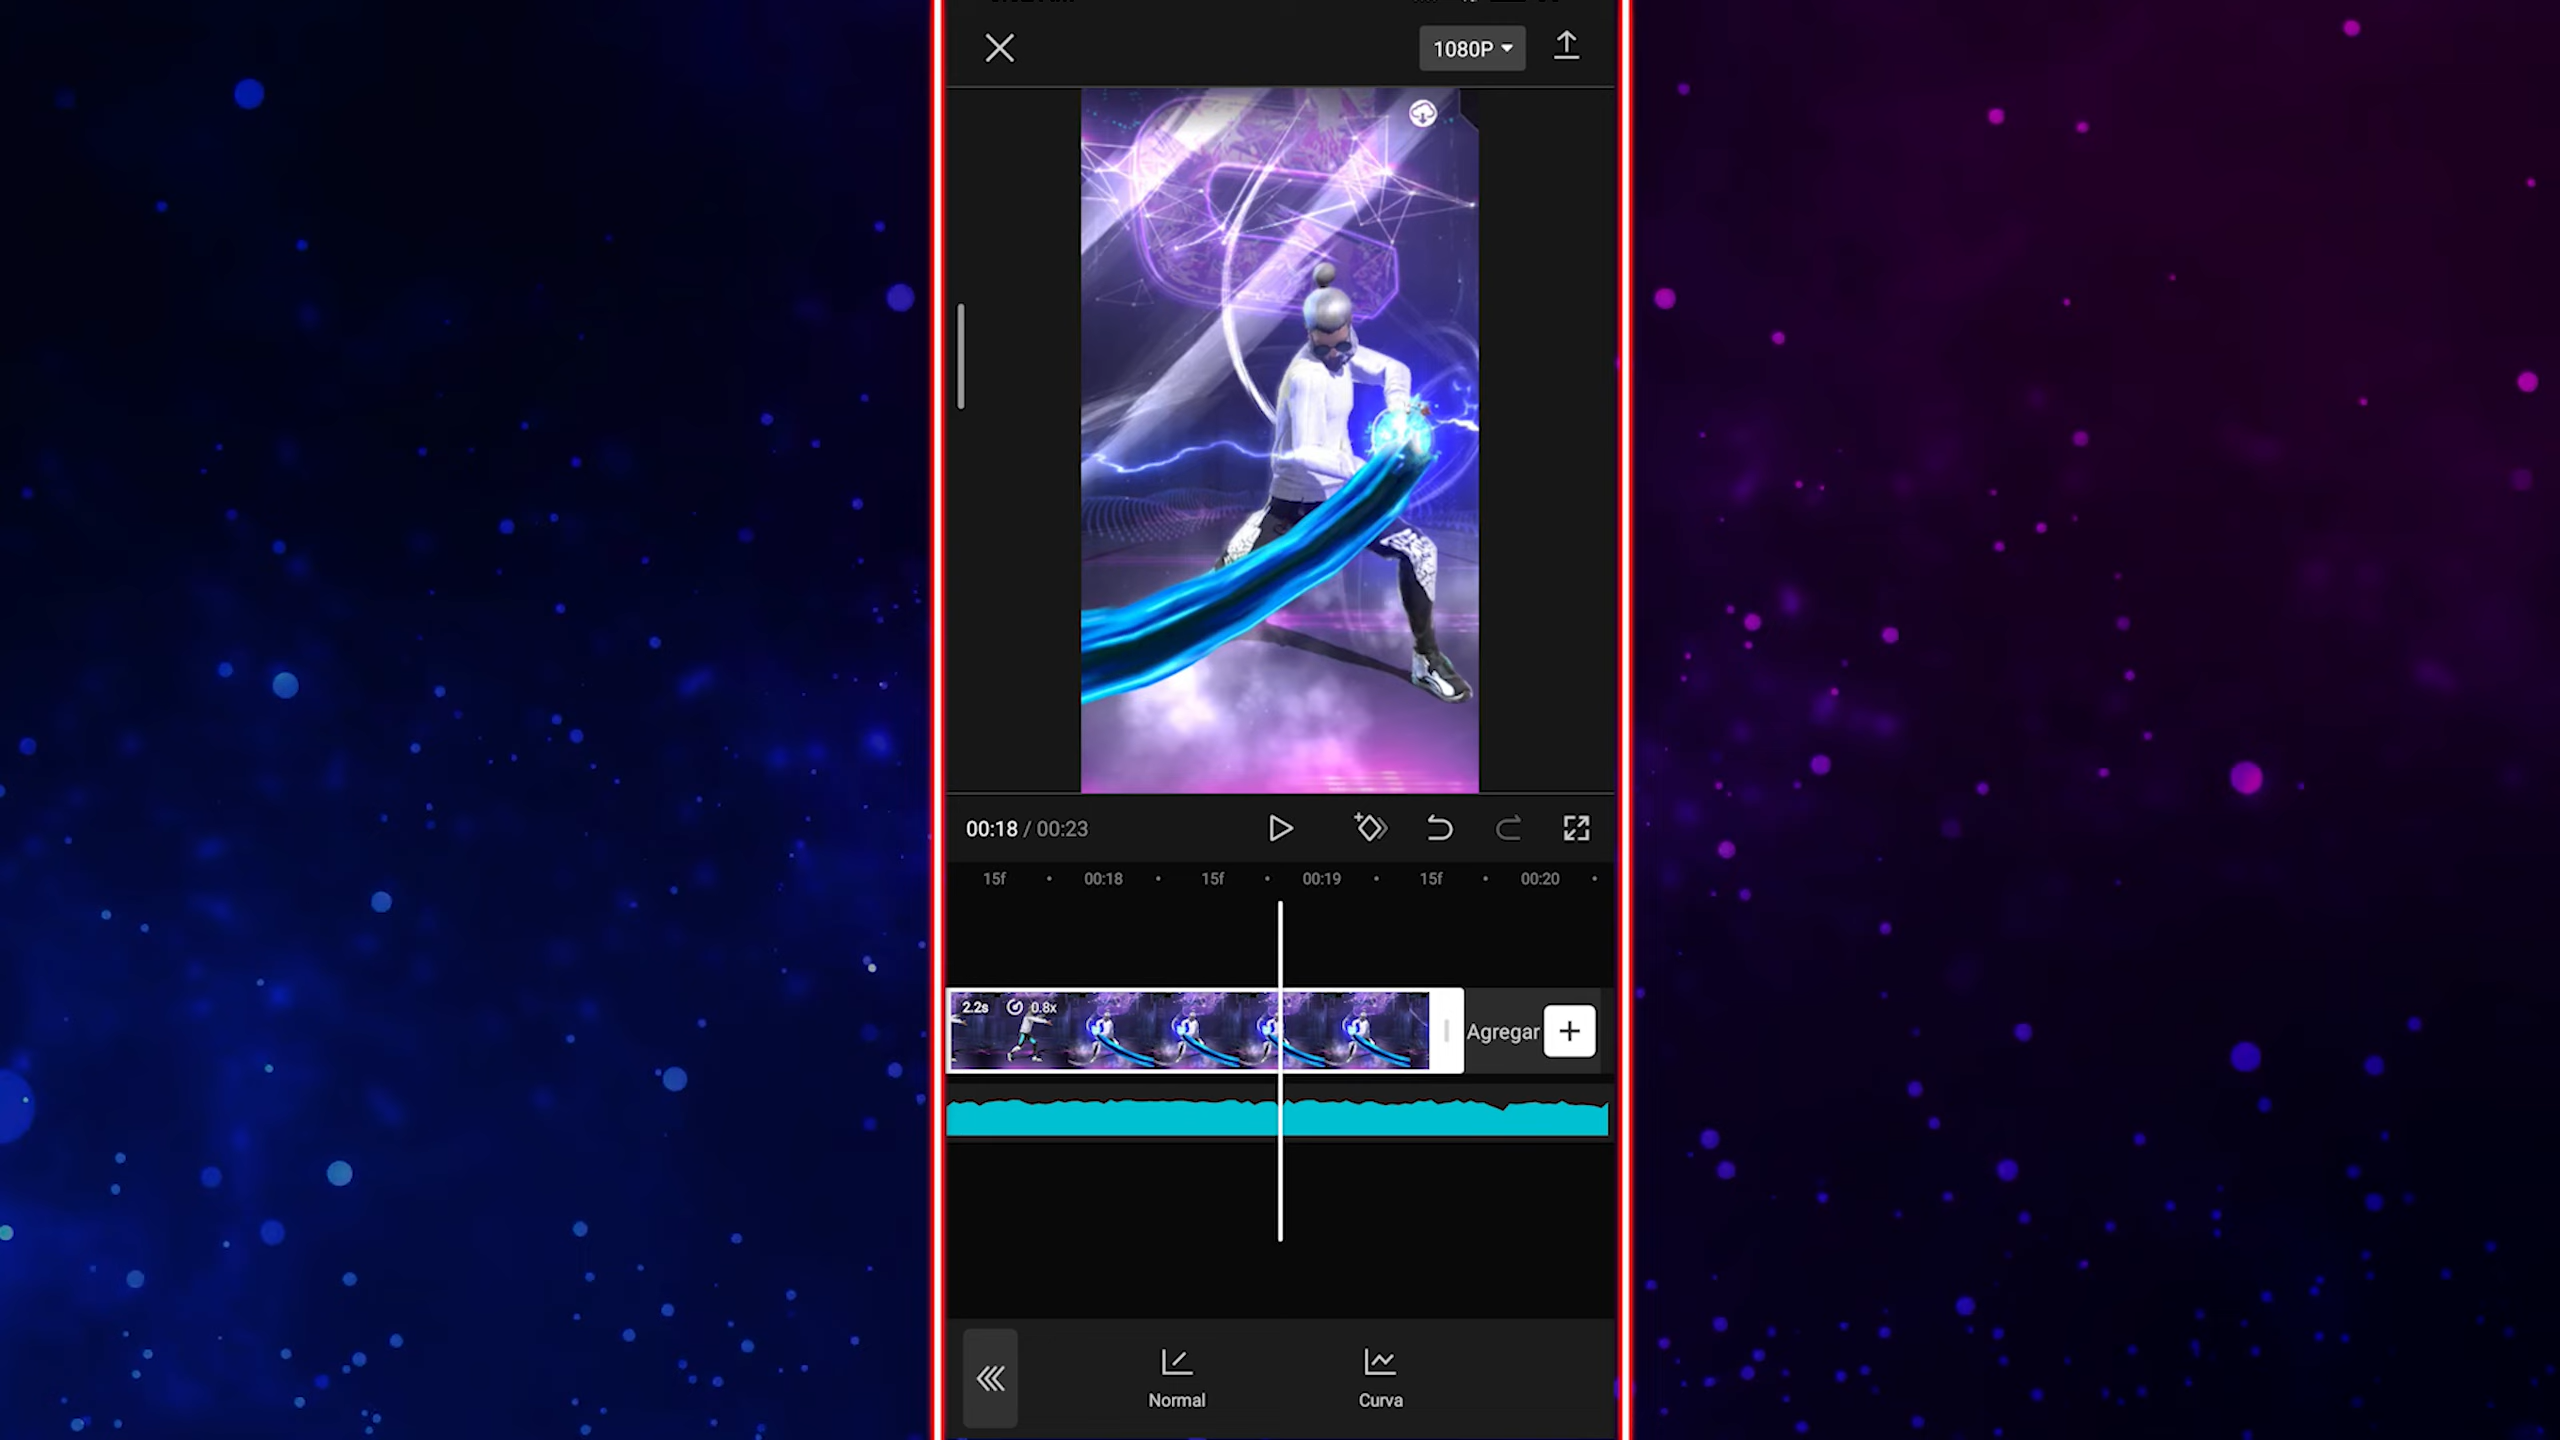 1080P
00:18 / 00:23
15f 00:18 15f 00:19 15f 00:20
2.2s 0.8x
Agregar
Normal
Curva